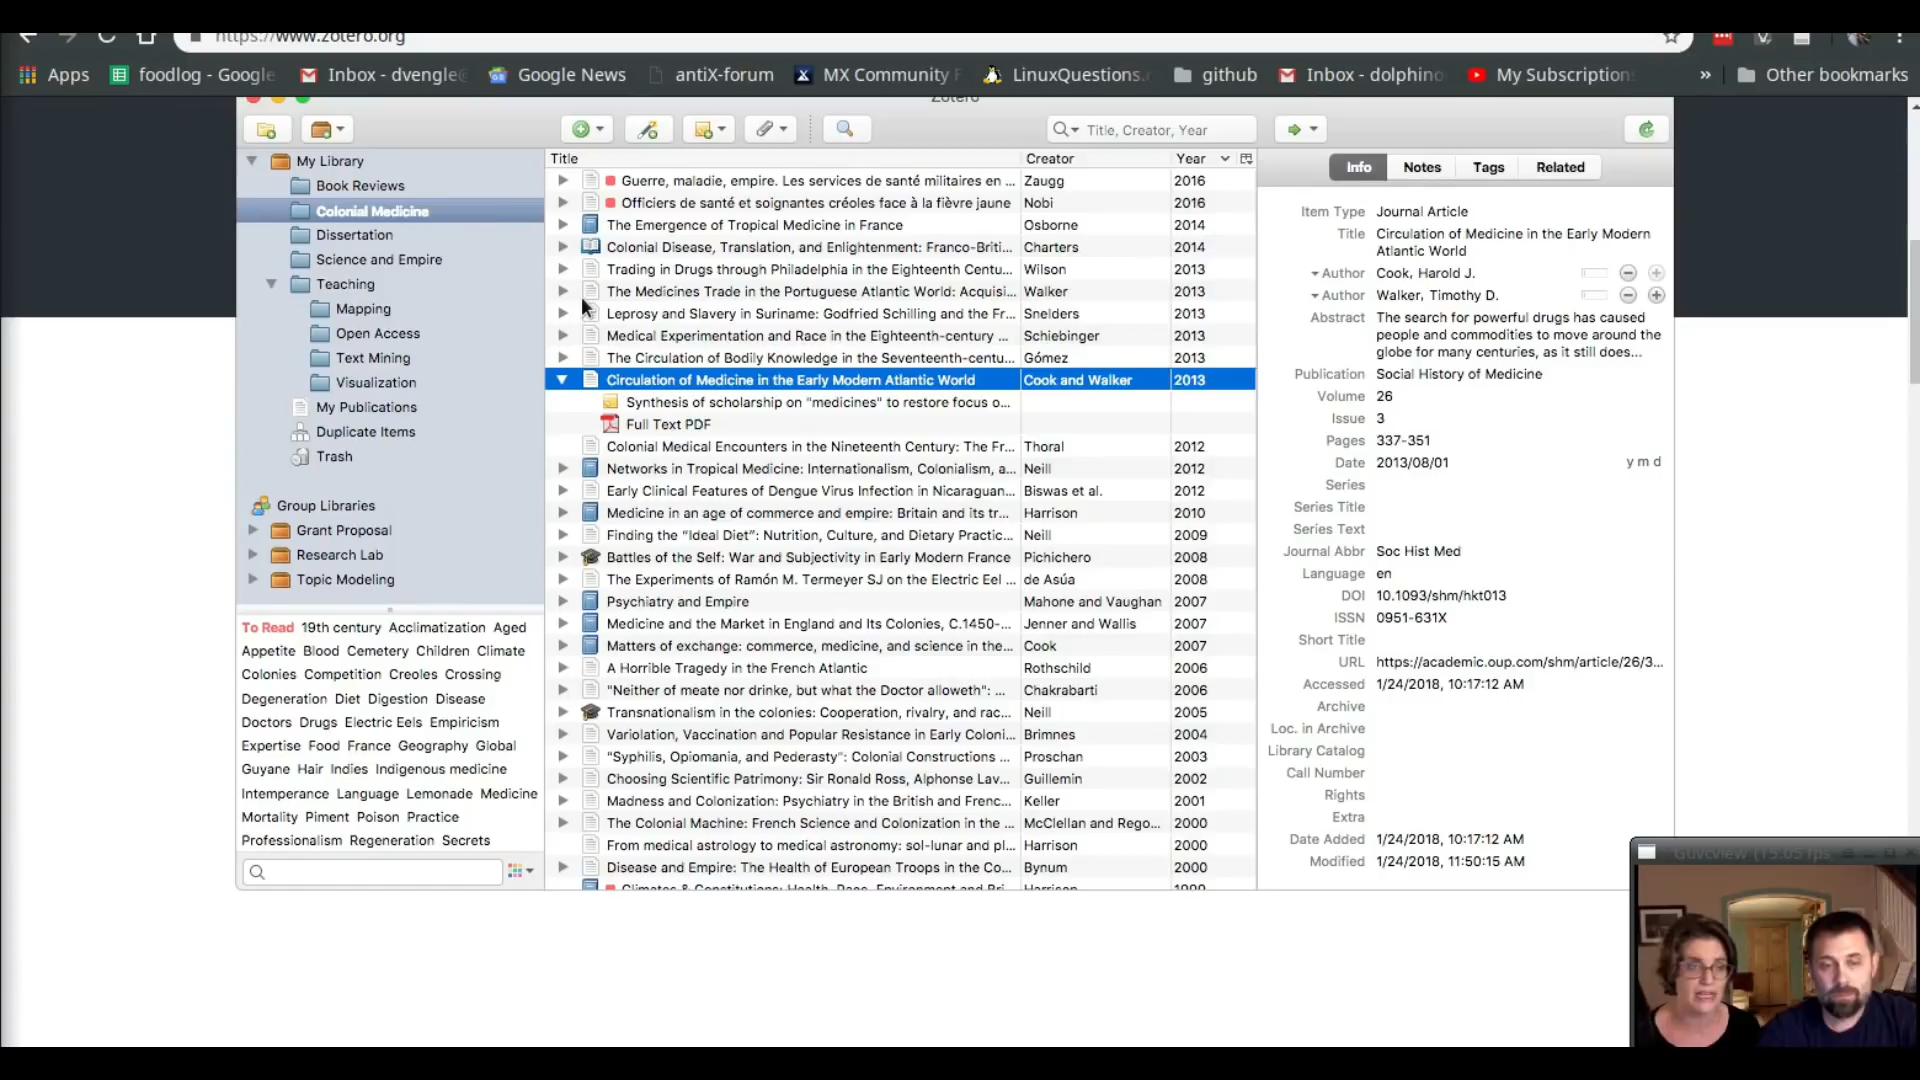 https://www.zotero.org
Apps foodlog - Google Inbox - dvengle Google News antiX-forum MX Community F LinuxQuestions. github Inbox - dolphino My Subscription » Other bookmarks
Zotero
Title, Creator, Year
My Library
Book Reviews
Colonial Medicine
Dissertation
Science and Empire
Teaching
Mapping
Open Access
Text Mining
Visualization
My Publications
Duplicate Items
Trash
Group Libraries
Grant Proposal
Research Lab
Topic Modeling
To Read 19th century Acclimatization Aged
Appetite Blood Cemetery Children Climate
Colonies Competition Creoles Crossing
Degeneration Diet Digestion Disease
Doctors Drugs Electric Eels Empiricism
Expertise Food France Geography Global
Guyane Hair Indies Indigenous medicine
Intemperance Language Lemonade Medicine
Mortality Piment Poison Practice
Professionalism Regeneration Secrets
Title Creator Year
Guerre, maladie, empire. Les services de santé militaires en ... Zaugg 2016
Officiers de santé et soignantes créoles face à la fièvre jaune Nobi 2016
The Emergence of Tropical Medicine in France Osborne 2014
Colonial Disease, Translation, and Enlightenment: Franco-Briti... Charters 2014
Trading in Drugs through Philadelphia in the Eighteenth Centu... Wilson 2013
The Medicines Trade in the Portuguese Atlantic World: Acquisi... Walker 2013
Leprosy and Slavery in Suriname: Godfried Schilling and the Fr... Snelders 2013
Medical Experimentation and Race in the Eighteenth-century ... Schiebinger 2013
The Circulation of Bodily Knowledge in the Seventeenth-centu... Gómez 2013
Circulation of Medicine in the Early Modern Atlantic World Cook and Walker 2013
Synthesis of scholarship on "medicines" to restore focus o...
Full Text PDF
Colonial Medical Encounters in the Nineteenth Century: The Fr... Thoral 2012
Networks in Tropical Medicine: Internationalism, Colonialism, a... Neill 2012
Early Clinical Features of Dengue Virus Infection in Nicaraguan... Biswas et al. 2012
Medicine in an age of commerce and empire: Britain and its tr... Harrison 2010
Finding the “Ideal Diet”: Nutrition, Culture, and Dietary Practic... Neill 2009
Battles of the Self: War and Subjectivity in Early Modern France Pichichero 2008
The Experiments of Ramón M. Termeyer SJ on the Electric Eel ... de Asúa 2008
Psychiatry and Empire Mahone and Vaughan 2007
Medicine and the Market in England and Its Colonies, C.1450-... Jenner and Wallis 2007
Matters of exchange: commerce, medicine, and science in the... Cook 2007
A Horrible Tragedy in the French Atlantic Rothschild 2006
"Neither of meate nor drinke, but what the Doctor alloweth": ... Chakrabarti 2006
Transnationalism in the colonies: Cooperation, rivalry, and rac... Neill 2005
Variolation, Vaccination and Popular Resistance in Early Coloni... Brimnes 2004
"Syphilis, Opiomania, and Pederasty": Colonial Constructions ... Proschan 2003
Choosing Scientific Patrimony: Sir Ronald Ross, Alphonse Lav... Guillemin 2002
Madness and Colonization: Psychiatry in the British and Frenc... Keller 2001
The Colonial Machine: French Science and Colonization in the ... McClellan and Rego... 2000
From medical astrology to medical astronomy: sol-lunar and pl... Harrison 2000
Disease and Empire: The Health of European Troops in the Co... Bynum 2000
Climates & Constitutions: Health, Race, Environment and Bri... Harrison 1999
Info Notes Tags Related
Item Type Journal Article
Title Circulation of Medicine in the Early Modern
Atlantic World
Author Cook, Harold J.
Author Walker, Timothy D.
Abstract The search for powerful drugs has caused
people and commodities to move around the
globe for many centuries, as it still does...
Publication Social History of Medicine
Volume 26
Issue 3
Pages 337-351
Date 2013/08/01 y m d
Series
Series Title
Series Text
Journal Abbr Soc Hist Med
Language en
DOI 10.1093/shm/hkt013
ISSN 0951-631X
Short Title
URL https://academic.oup.com/shm/article/26/3...
Accessed 1/24/2018, 10:17:12 AM
Archive
Loc. in Archive
Library Catalog
Call Number
Rights
Extra
Date Added 1/24/2018, 10:17:12 AM
Modified 1/24/2018, 11:50:15 AM
Guvcview (15.05 fps